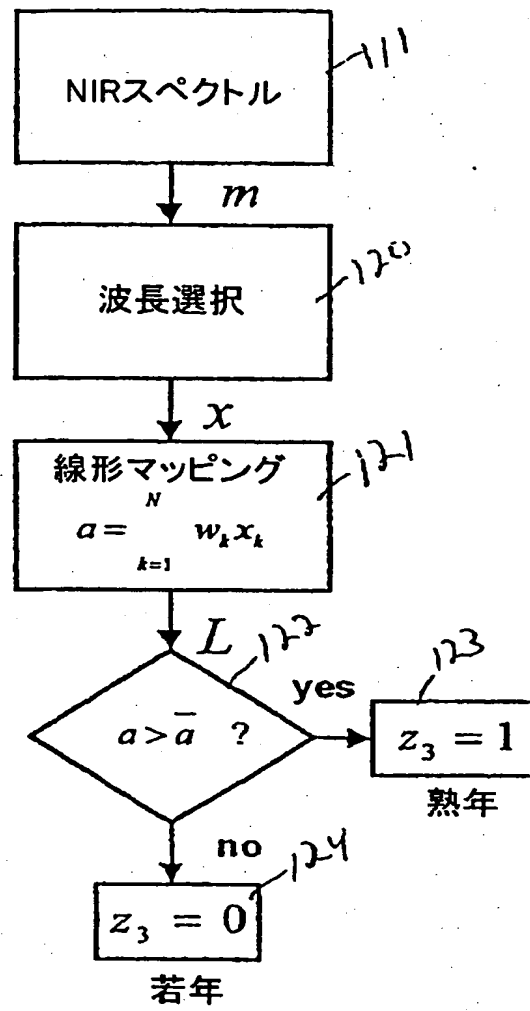 NIRスペクトル
111
m
波長選択
120
x
線形マッピング
121
N
a = w_k x_k
k=1
L
122
a > a̅ ?
yes
123
z_3 = 1
熟年
no
124
z_3 = 0
若年